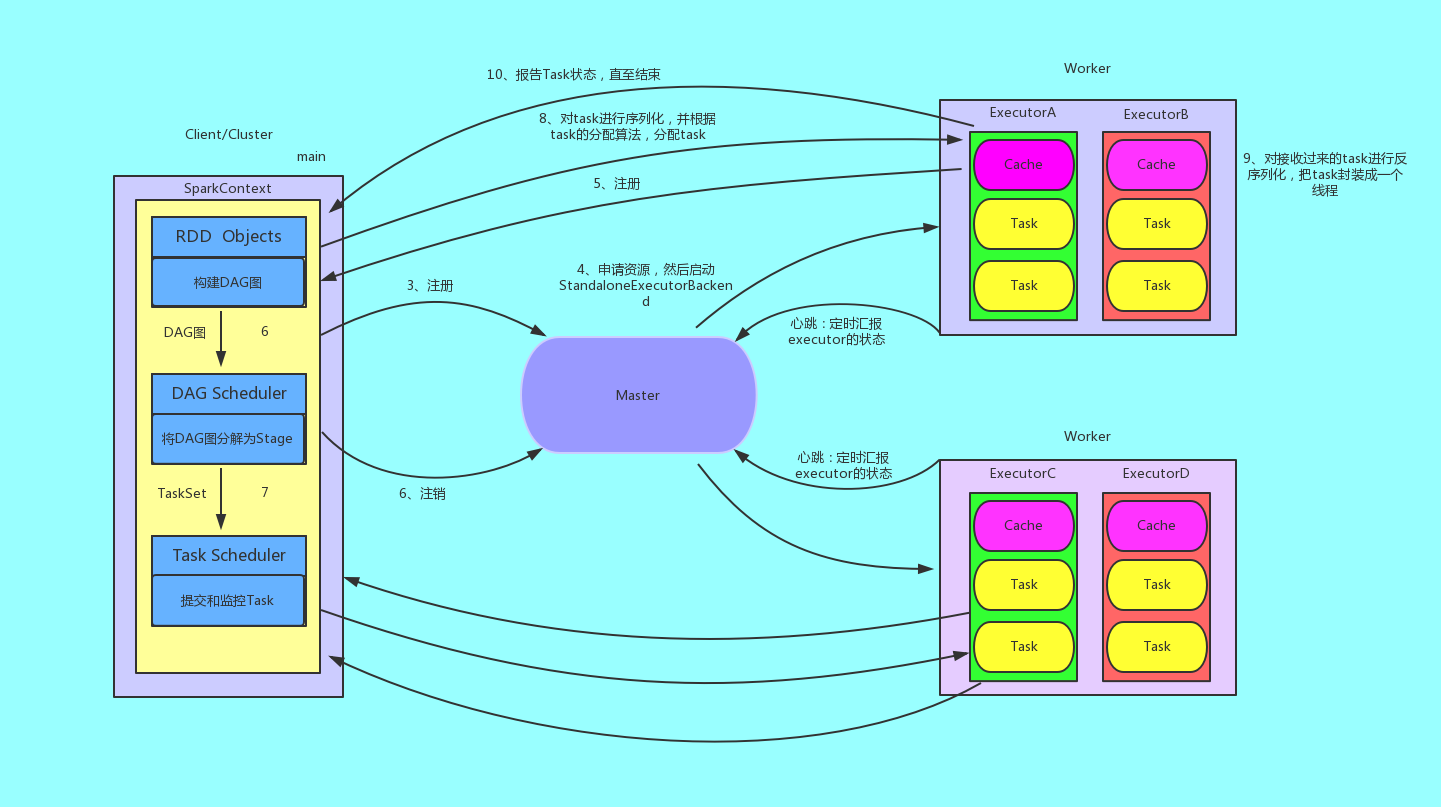 10、报告Task状态，直至结束
Worker
8、对task进行序列化，并根据
task的分配算法，分配task
Client/Cluster
main
5、注册
SparkContext
RDD  Objects
构建DAG图
DAG图
6
DAG Scheduler
将DAG图分解为Stage
TaskSet
7
Task Scheduler
提交和监控Task
3、注册
4、申请资源，然后启动
StandaloneExecutorBacken
d
心跳：定时汇报
executor的状态
Master
6、注销
心跳：定时汇报
executor的状态
ExecutorA
Cache
Task
Task
ExecutorB
Cache
Task
Task
9、对接收过来的task进行反
序列化，把task封装成一个
线程
Worker
ExecutorC
Cache
Task
Task
ExecutorD
Cache
Task
Task